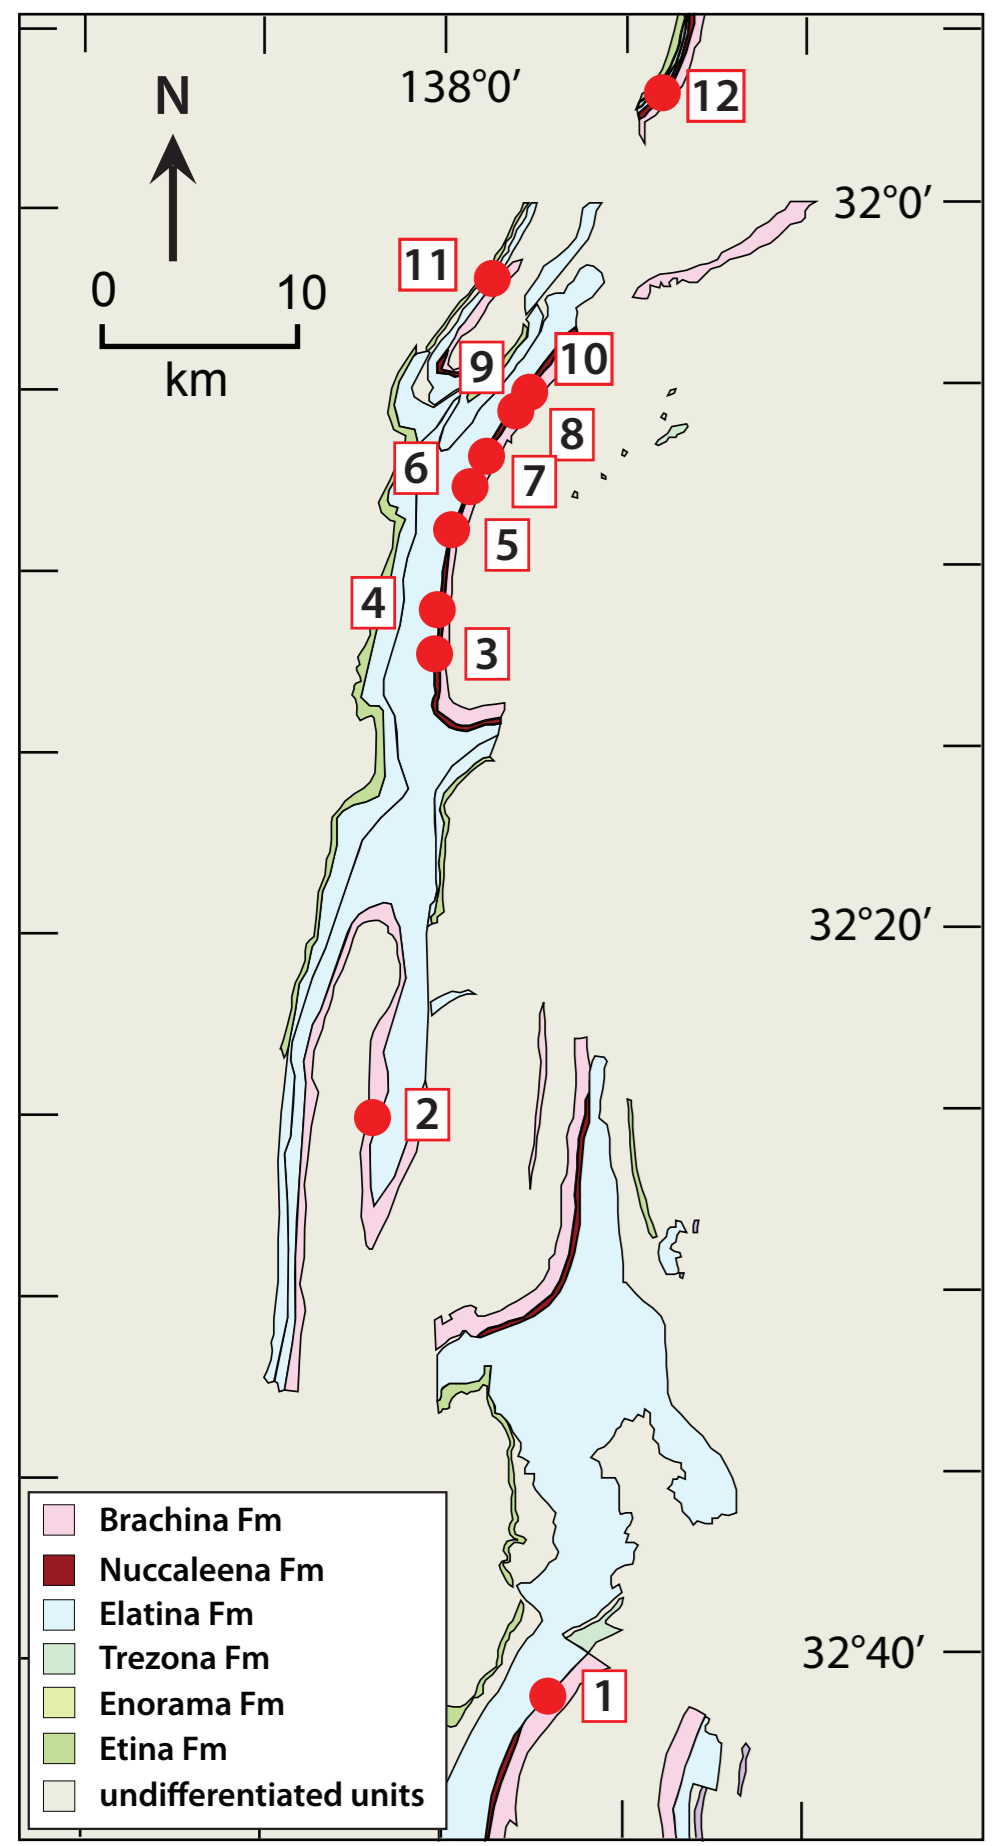 138°0′
N
12
32°0′
11
0
10
km
9
10
8
6
7
5
4
3
32°20′
2
32°40′
1
Brachina Fm
Nuccaleena Fm
Elatina Fm
Trezona Fm
Enorama Fm
Etina Fm
undifferentiated units